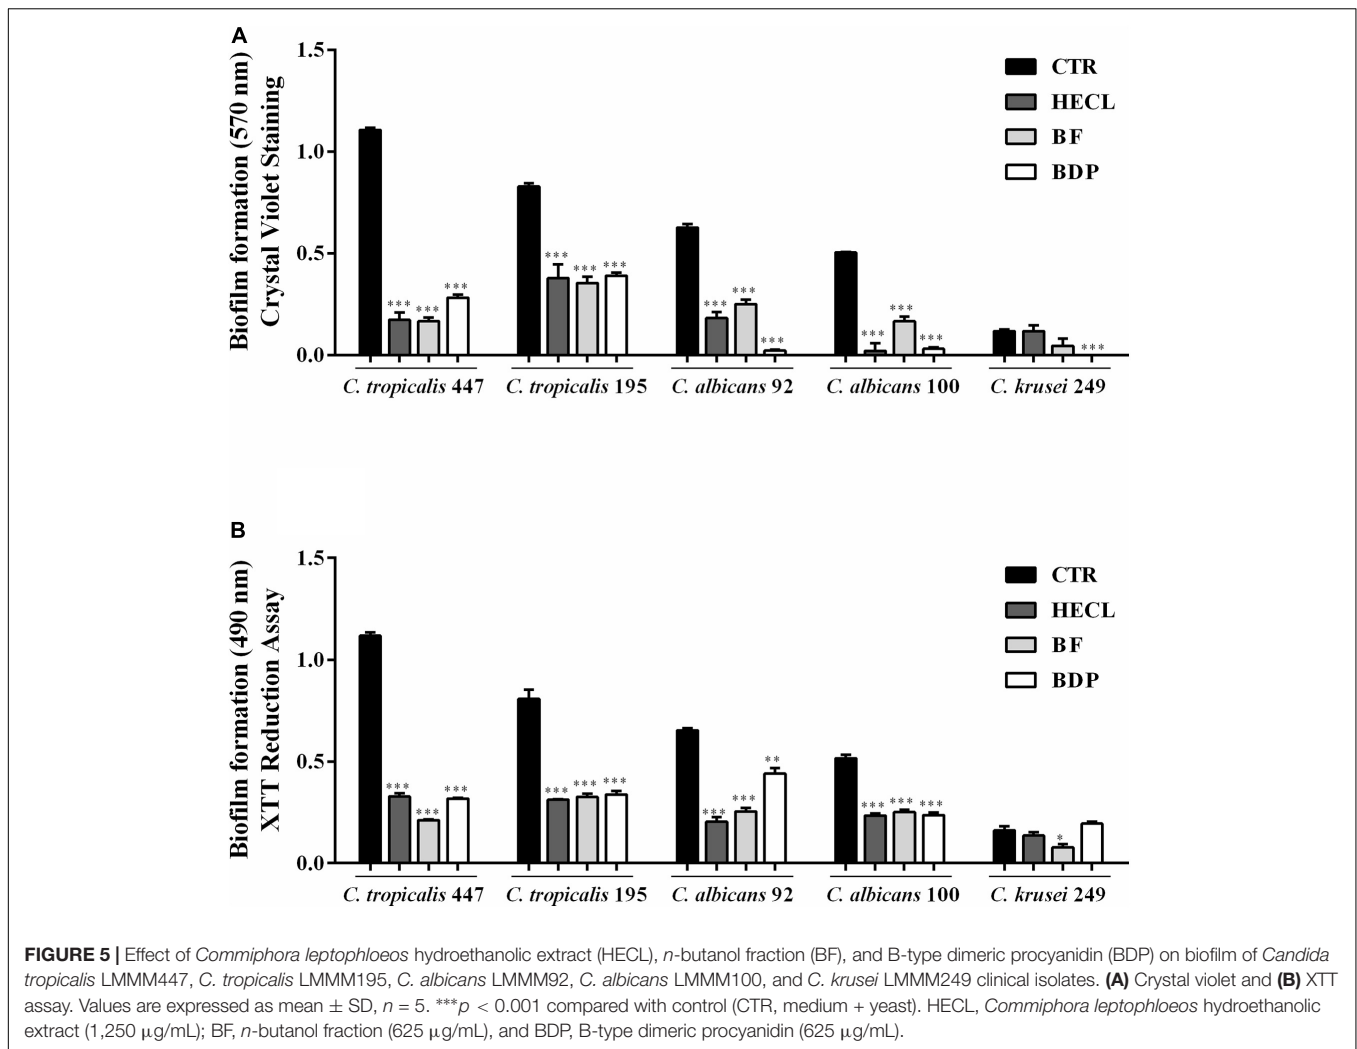 A
Biofilm formation (570 nm)
Crystal Violet Staining
1.5
1.0
0.5
0.0
CTR
HECL
BF
BDP
*** *** ***
*** *** ***
*** *** ***
*** *** ***
***
C. tropicalis 447 C. tropicalis 195 C. albicans 92 C. albicans 100 C. krusei 249
B
Biofilm formation (490 nm)
XTT Reduction Assay
1.5
1.0
0.5
0.0
CTR
HECL
BF
BDP
*** *** ***
*** *** ***
*** *** **
*** *** ***
*
C. tropicalis 447 C. tropicalis 195 C. albicans 92 C. albicans 100 C. krusei 249
FIGURE 5 | Effect of Commiphora leptophloeos hydroethanolic extract (HECL), n-butanol fraction (BF), and B-type dimeric procyanidin (BDP) on biofilm of Candida
tropicalis LMMM447, C. tropicalis LMMM195, C. albicans LMMM92, C. albicans LMMM100, and C. krusei LMMM249 clinical isolates. (A) Crystal violet and (B) XTT
assay. Values are expressed as mean ± SD, n = 5. ***p < 0.001 compared with control (CTR, medium + yeast). HECL, Commiphora leptophloeos hydroethanolic
extract (1,250 μg/mL); BF, n-butanol fraction (625 μg/mL), and BDP, B-type dimeric procyanidin (625 μg/mL).